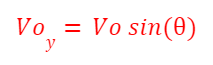 Vo_y = Vo sin(θ)